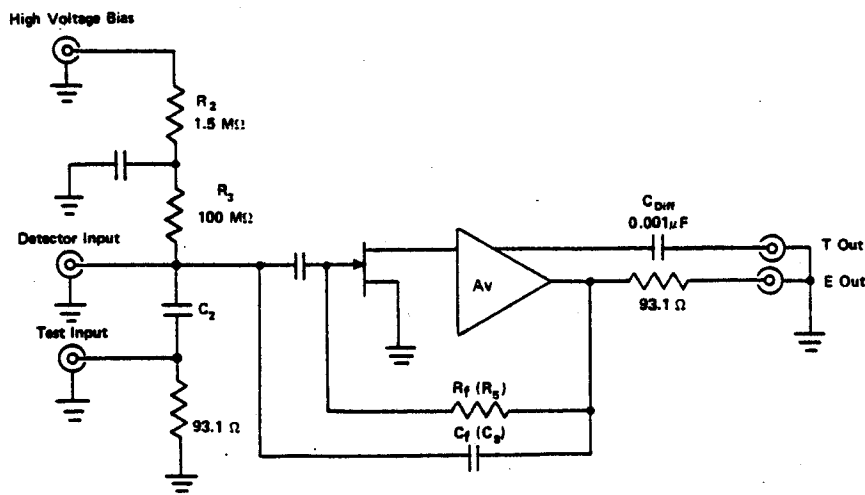 High Voltage Bias
R2
1.5 MΩ
R3
100 MΩ
Detector Input
C2
Test Input
93.1 Ω
Av
CDiff
0.001μF
T Out
E Out
93.1 Ω
Rf (R5)
Cf (Cs)